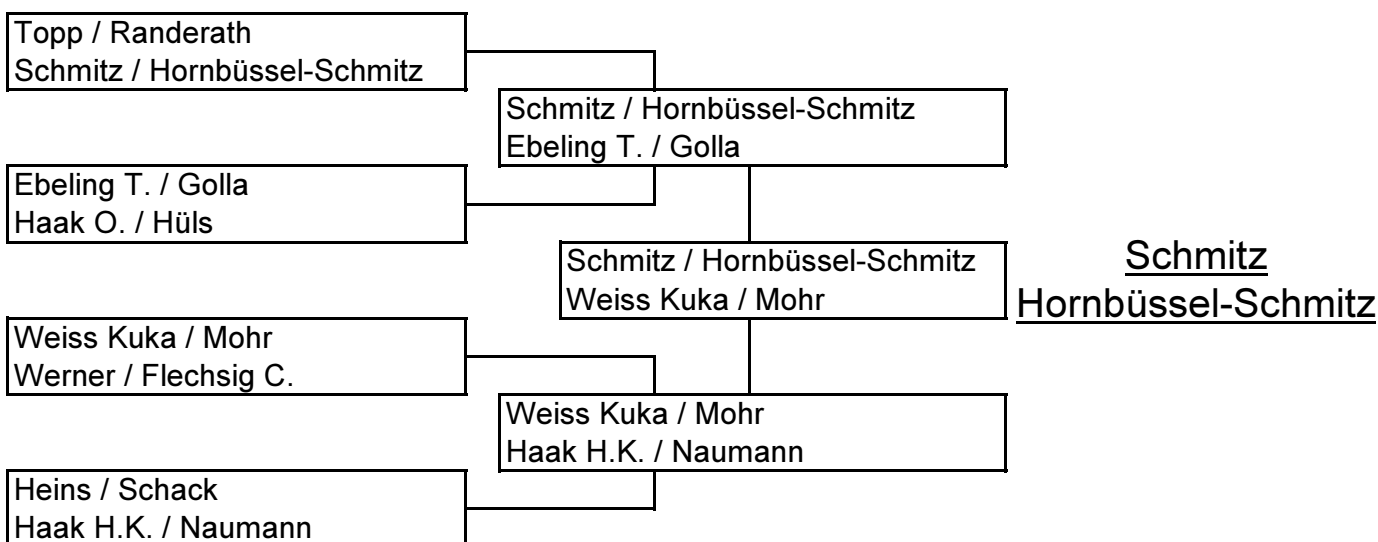 Topp / Randerath
Schmitz / Hornbüssel-Schmitz
Schmitz / Hornbüssel-Schmitz
Ebeling T. / Golla
Ebeling T. / Golla
Haak O. / Hüls
Schmitz / Hornbüssel-Schmitz
Weiss Kuka / Mohr
Schmitz
Hornbüssel-Schmitz
Weiss Kuka / Mohr
Werner / Flechsig C.
Weiss Kuka / Mohr
Haak H.K. / Naumann
Heins / Schack
Haak H.K. / Naumann